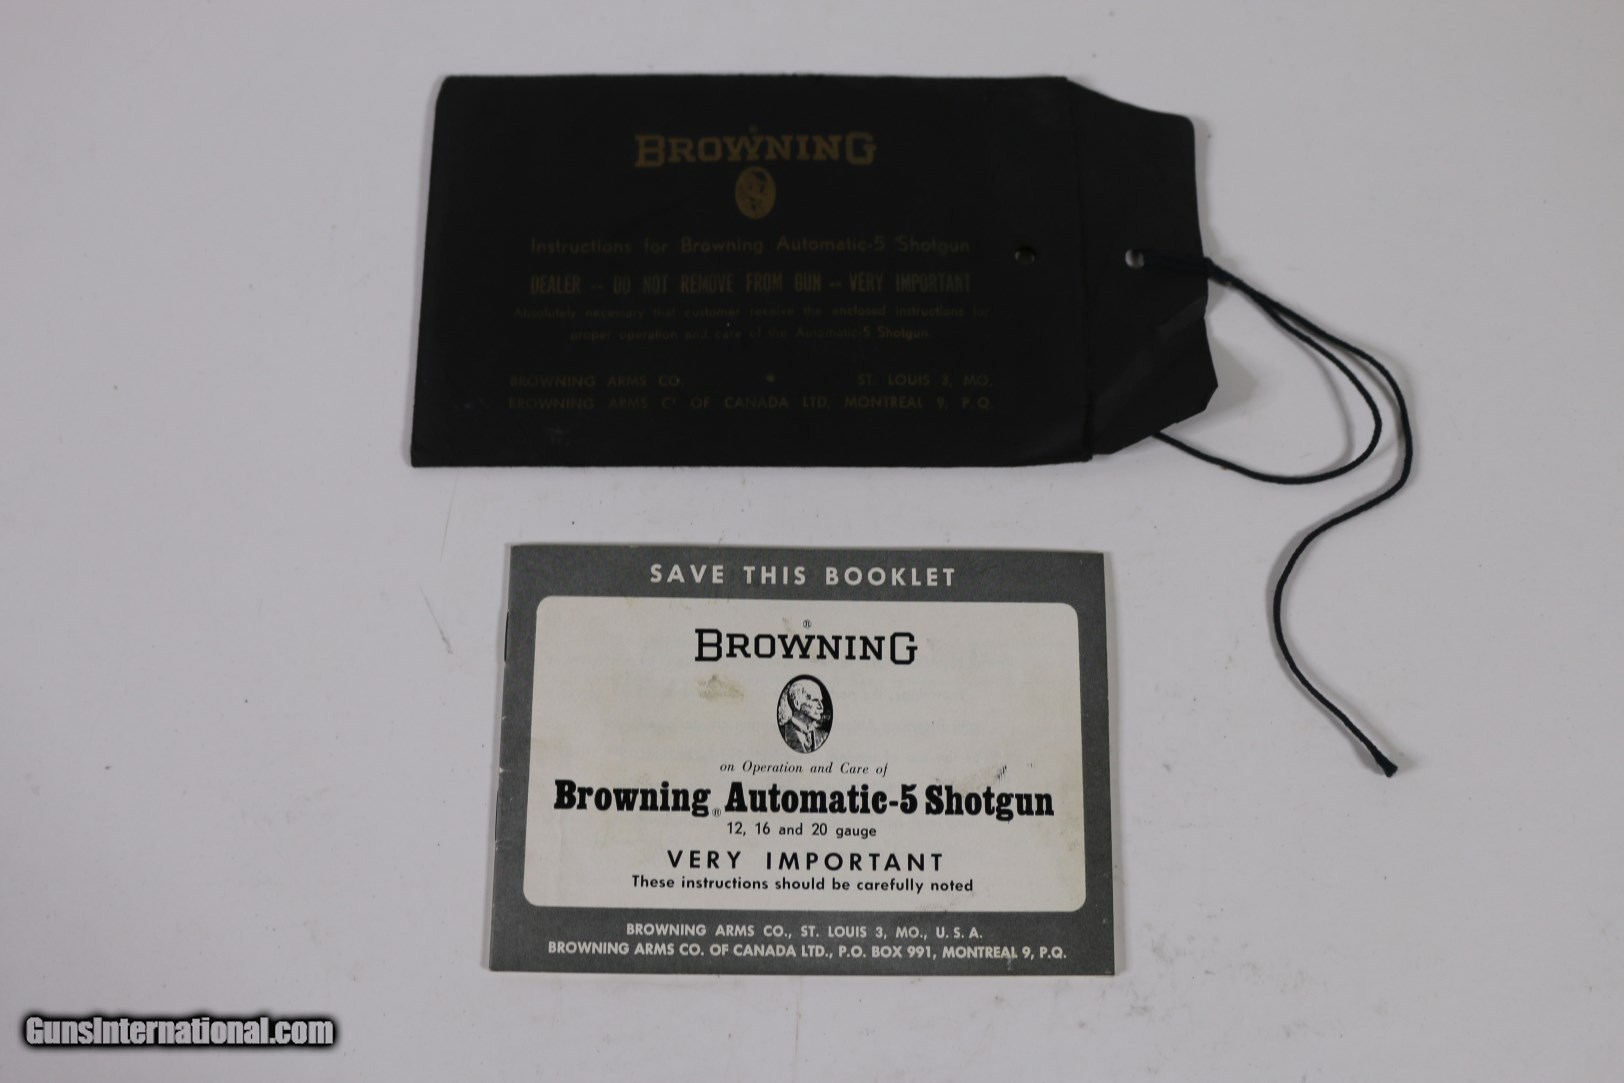 BROWNING
Instructions for Browning Automatic-5 Shotgun
DEALER — DO NOT REMOVE FROM GUN — VERY IMPORTANT
Absolutely necessary that customer receive the enclosed instructions for
proper operation and care of the Automatic-5 Shotgun
BROWNING ARMS CO. * ST. LOUIS 3, MO.
BROWNING ARMS C OF CANADA LTD. MONTREAL 9, P.Q.
SAVE THIS BOOKLET
®
BROWNING
on Operation and Care of
Browning® Automatic-5 Shotgun
12, 16 and 20 gauge
VERY IMPORTANT
These instructions should be carefully noted
BROWNING ARMS CO., ST. LOUIS 3, MO., U.S.A.
BROWNING ARMS CO. OF CANADA LTD., P.O. BOX 991, MONTREAL 9, P.Q.
GunsInternational.com